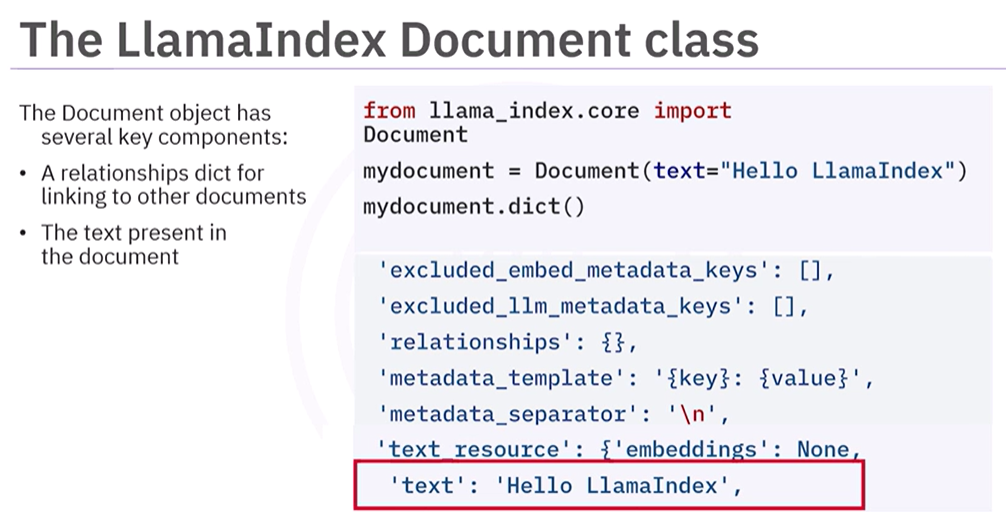 The LlamaIndex Document class
The Document object has
several key components:
• A relationships dict for
linking to other documents
• The text present in
the document
from llama_index.core import
Document
mydocument = Document(text="Hello LlamaIndex")
mydocument.dict()
'excluded_embed_metadata_keys': [],
'excluded_llm_metadata_keys': [],
'relationships': {},
'metadata_template': '{key}: {value}',
'metadata_separator': '\n',
'text_resource': {'embeddings': None,
'text': 'Hello LlamaIndex',